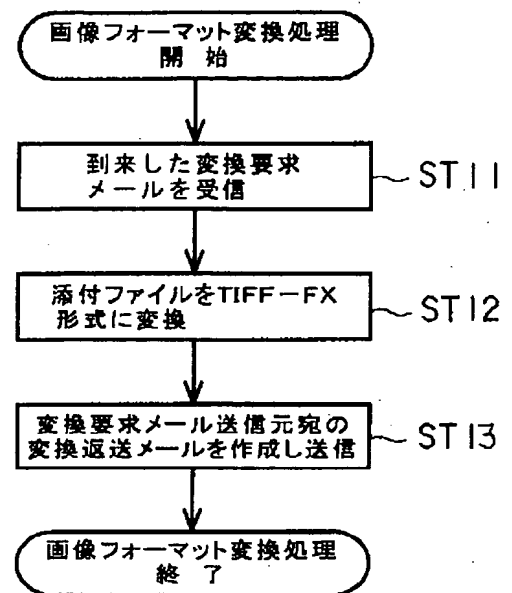 画像フォーマット変換処理
開 始
到来した変換要求
メールを受信
ST11
添付ファイルをTIFF-FX
形式に変換
ST12
変換要求メール送信元宛の
変換返送メールを作成し送信
ST13
画像フォーマット変換処理
終 了